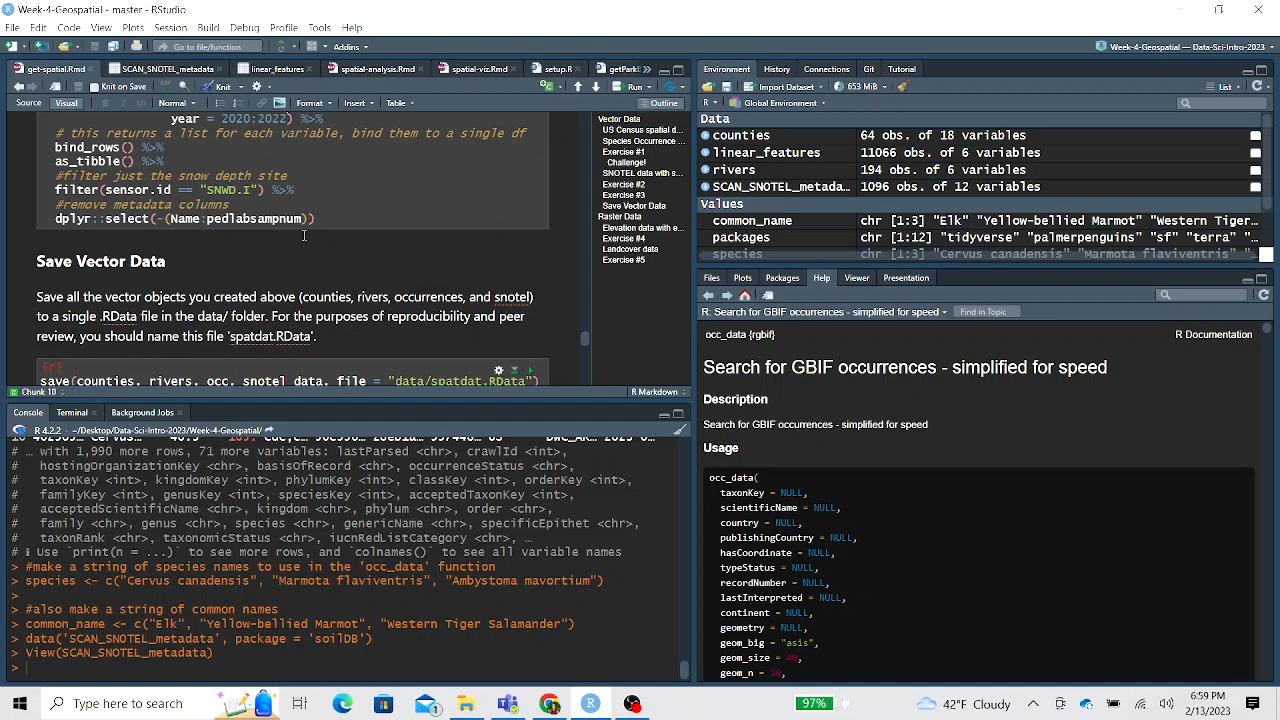 Week-4-Geospatial - master - RStudio
File Edit Code View Plots Session Build Debug Profile Tools Help
Go to file/function
Addins
Week-4-Geospatial — Data-Sci-Intro-2023
get-spatial.Rmd
SCAN_SNOTEL_metadata
linear_features
spatial-analysis.Rmd
spatial-viz.Rmd
setup.R
getParkI
Knit on Save
Knit
Run
Source Visual
B I
Normal
Format
Insert
Table
Outline
year = 2020:2022) %>%
# this returns a list for each variable, bind them to a single df
bind_rows() %>%
as_tibble() %>%
#filter just the snow depth site
filter(sensor.id == "SNWD.I") %>%
#remove metadata columns
dplyr::select(-(Name:pedlabsampnum))
Save Vector Data
Save all the vector objects you created above (counties, rivers, occurrences, and snotel)
to a single .RData file in the data/ folder. For the purposes of reproducibility and peer
review, you should name this file 'spatdat.RData'.
{r}
save(counties, rivers, occ, snotel_data, file = "data/spatdat.RData")
Chunk 10
R Markdown
Vector Data
US Census spatial d
Species Occurrence
Exercise #1
Challenge!
SNOTEL data with s
Exercise #2
Exercise #3
Save Vector Data
Raster Data
Elevation data with e
Exercise #4
Landcover data
Exercise #5
Console Terminal Background Jobs
R 4.2.2 · ~/Desktop/Data-Sci-Intro-2023/Week-4-Geospatial/
# … with 1,990 more rows, 71 more variables: lastParsed <chr>, crawlId <int>,
#   hostingOrganizationKey <chr>, basisOfRecord <chr>, occurrenceStatus <chr>,
#   taxonKey <int>, kingdomKey <int>, phylumKey <int>, classKey <int>, orderKey <int>,
#   familyKey <int>, genusKey <int>, speciesKey <int>, acceptedTaxonKey <int>,
#   acceptedScientificName <chr>, kingdom <chr>, phylum <chr>, order <chr>,
#   family <chr>, genus <chr>, species <chr>, genericName <chr>, specificEpithet <chr>,
#   taxonRank <chr>, taxonomicStatus <chr>, iucnRedListCategory <chr>, …
# ℹ Use `print(n = ...)` to see more rows, and `colnames()` to see all variable names
> #make a string of species names to use in the 'occ_data' function
> species <- c("Cervus canadensis", "Marmota flaviventris", "Ambystoma mavortium")
>
> #also make a string of common names
> common_name <- c("Elk", "Yellow-bellied Marmot", "Western Tiger Salamander")
> data('SCAN_SNOTEL_metadata', package = 'soilDB')
> View(SCAN_SNOTEL_metadata)
>
Environment History Connections Git Tutorial
Import Dataset
653 MiB
List
R
Global Environment
Data
counties 64 obs. of 18 variables
linear_features 11066 obs. of 6 variables
rivers 194 obs. of 6 variables
SCAN_SNOTEL_metada… 1096 obs. of 12 variables
Values
common_name chr [1:3] "Elk" "Yellow-bellied Marmot" "Western Tiger…
packages chr [1:12] "tidyverse" "palmerpenguins" "sf" "terra" "…
species chr [1:3] "Cervus canadensis" "Marmota flaviventris" "…
Files Plots Packages Help Viewer Presentation
R: Search for GBIF occurrences - simplified for speed
Find in Topic
occ_data {rgbif}
R Documentation
Search for GBIF occurrences - simplified for speed
Description
Search for GBIF occurrences - simplified for speed
Usage
occ_data(
taxonKey = NULL,
scientificName = NULL,
country = NULL,
publishingCountry = NULL,
hasCoordinate = NULL,
typeStatus = NULL,
recordNumber = NULL,
lastInterpreted = NULL,
continent = NULL,
geometry = NULL,
geom_big = "asis",
geom_size = 40,
geom_n = 10,
Type here to search
97%
42°F Cloudy
6:59 PM
2/13/2023